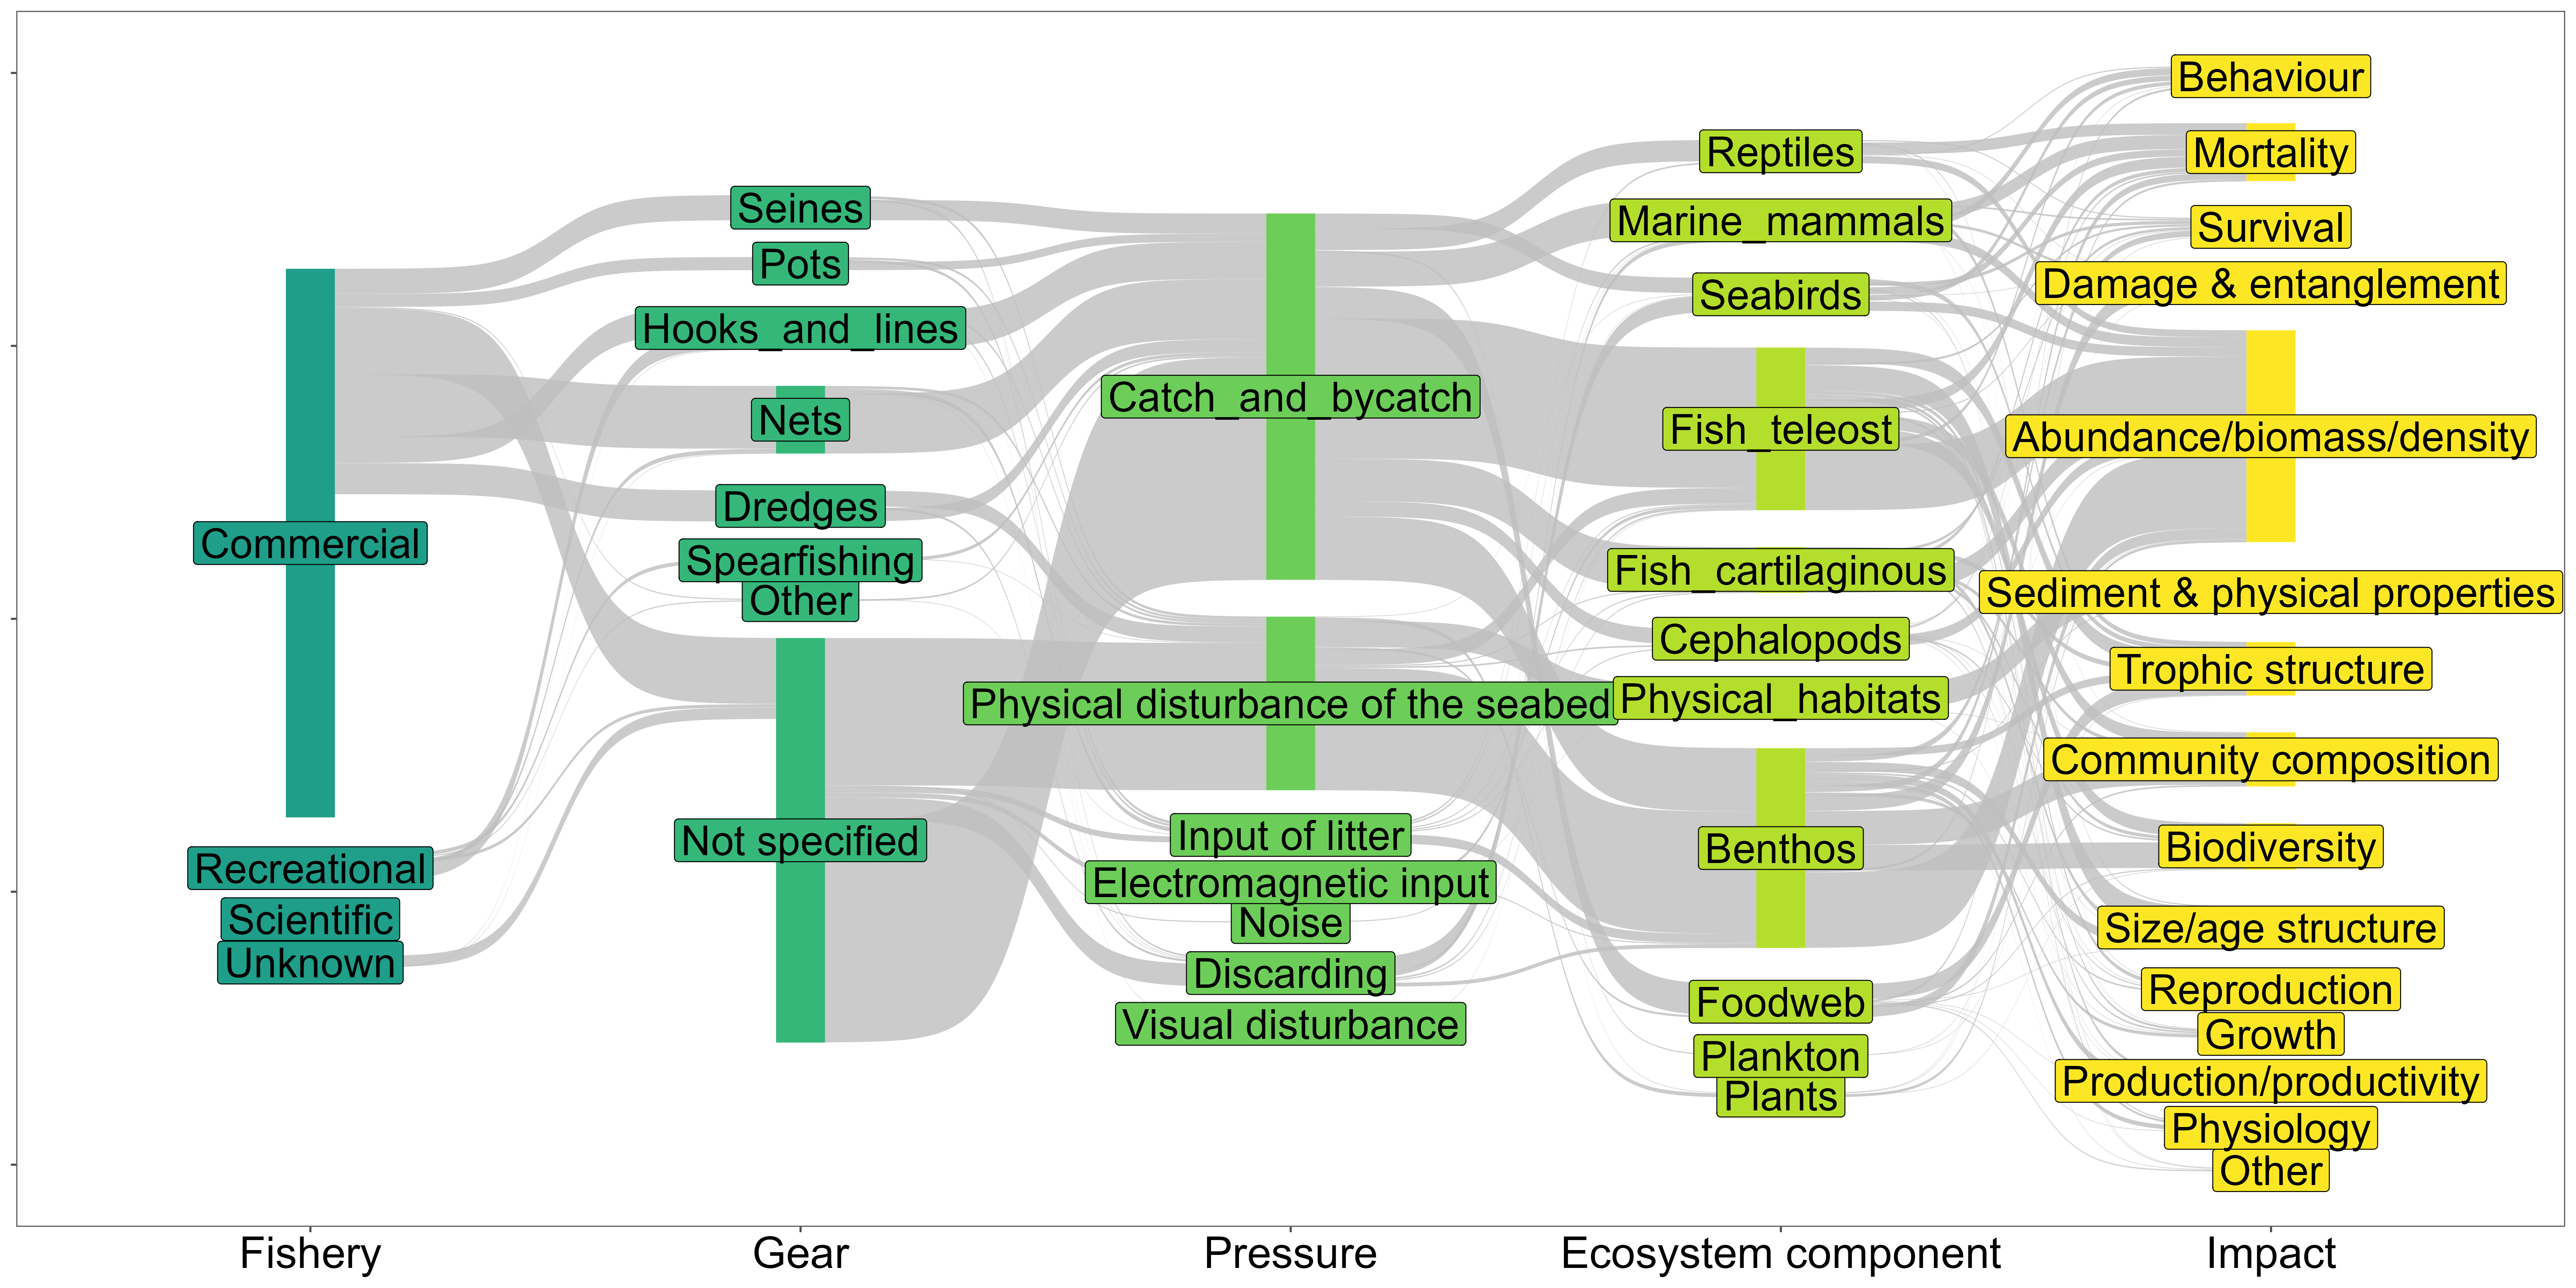 Commercial
Recreational
Scientific
Unknown
Seines
Pots
Hooks_and_lines
Nets
Dredges
Spearfishing
Other
Not specified
Catch_and_bycatch
Physical disturbance of the seabed
Input of litter
Electromagnetic input
Noise
Discarding
Visual disturbance
Reptiles
Marine_mammals
Seabirds
Fish_teleost
Fish_cartilaginous
Cephalopods
Physical_habitats
Benthos
Foodweb
Plankton
Plants
Behaviour
Mortality
Survival
Damage & entanglement
Abundance/biomass/density
Sediment & physical properties
Trophic structure
Community composition
Biodiversity
Size/age structure
Reproduction
Growth
Production/productivity
Physiology
Other
Fishery
Gear
Pressure
Ecosystem component
Impact